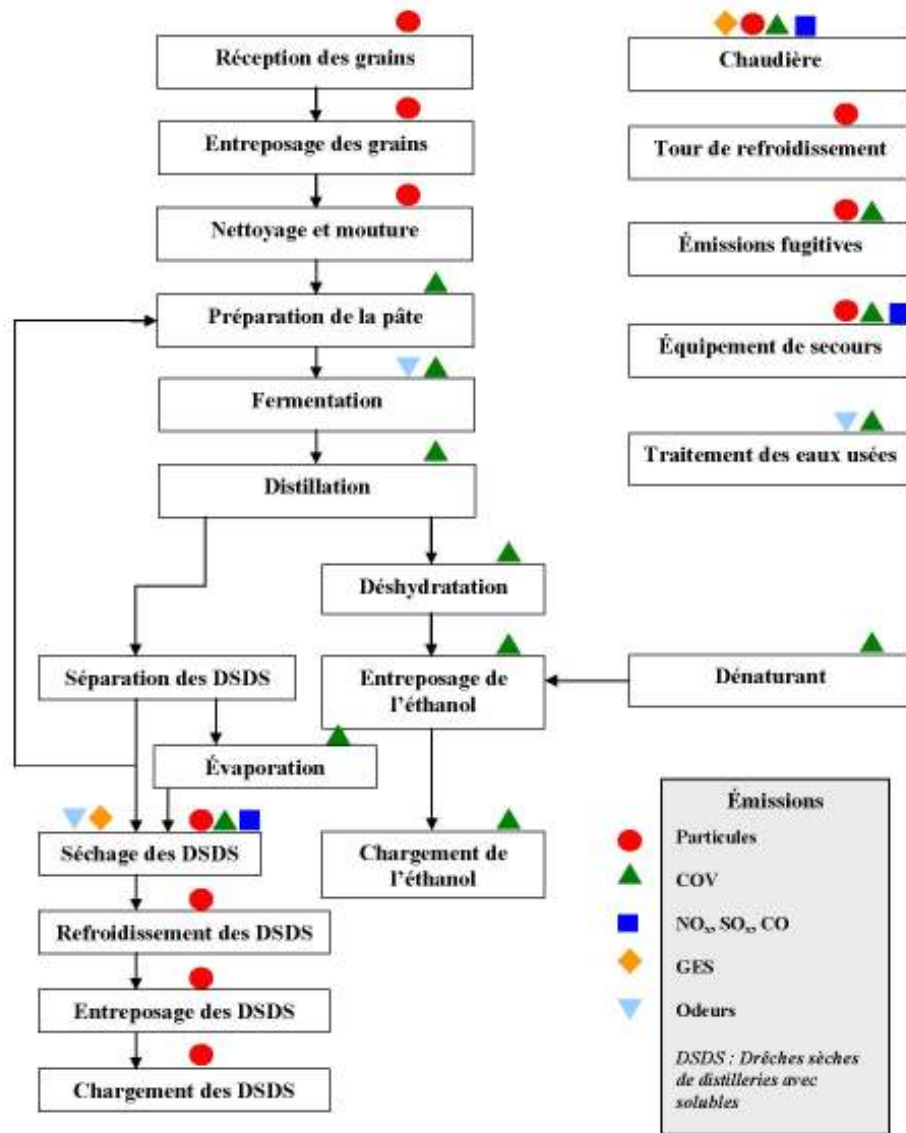 Réception des grains
Entreposage des grains
Nettoyage et mouture
Préparation de la pâte
Fermentation
Distillation
Déshydratation
Séparation des DSDS
Entreposage de
l'éthanol
Évaporation
Séchage des DSDS
Chargement de
l'éthanol
Refroidissement des DSDS
Entreposage des DSDS
Chargement des DSDS
Chaudière
Tour de refroidissement
Émissions fugitives
Équipement de secours
Traitement des eaux usées
Dénaturant
Émissions
Particules
COV
NOx, SOx, CO
GES
Odeurs
DSDS : Drêches sèches
de distilleries avec
solubles